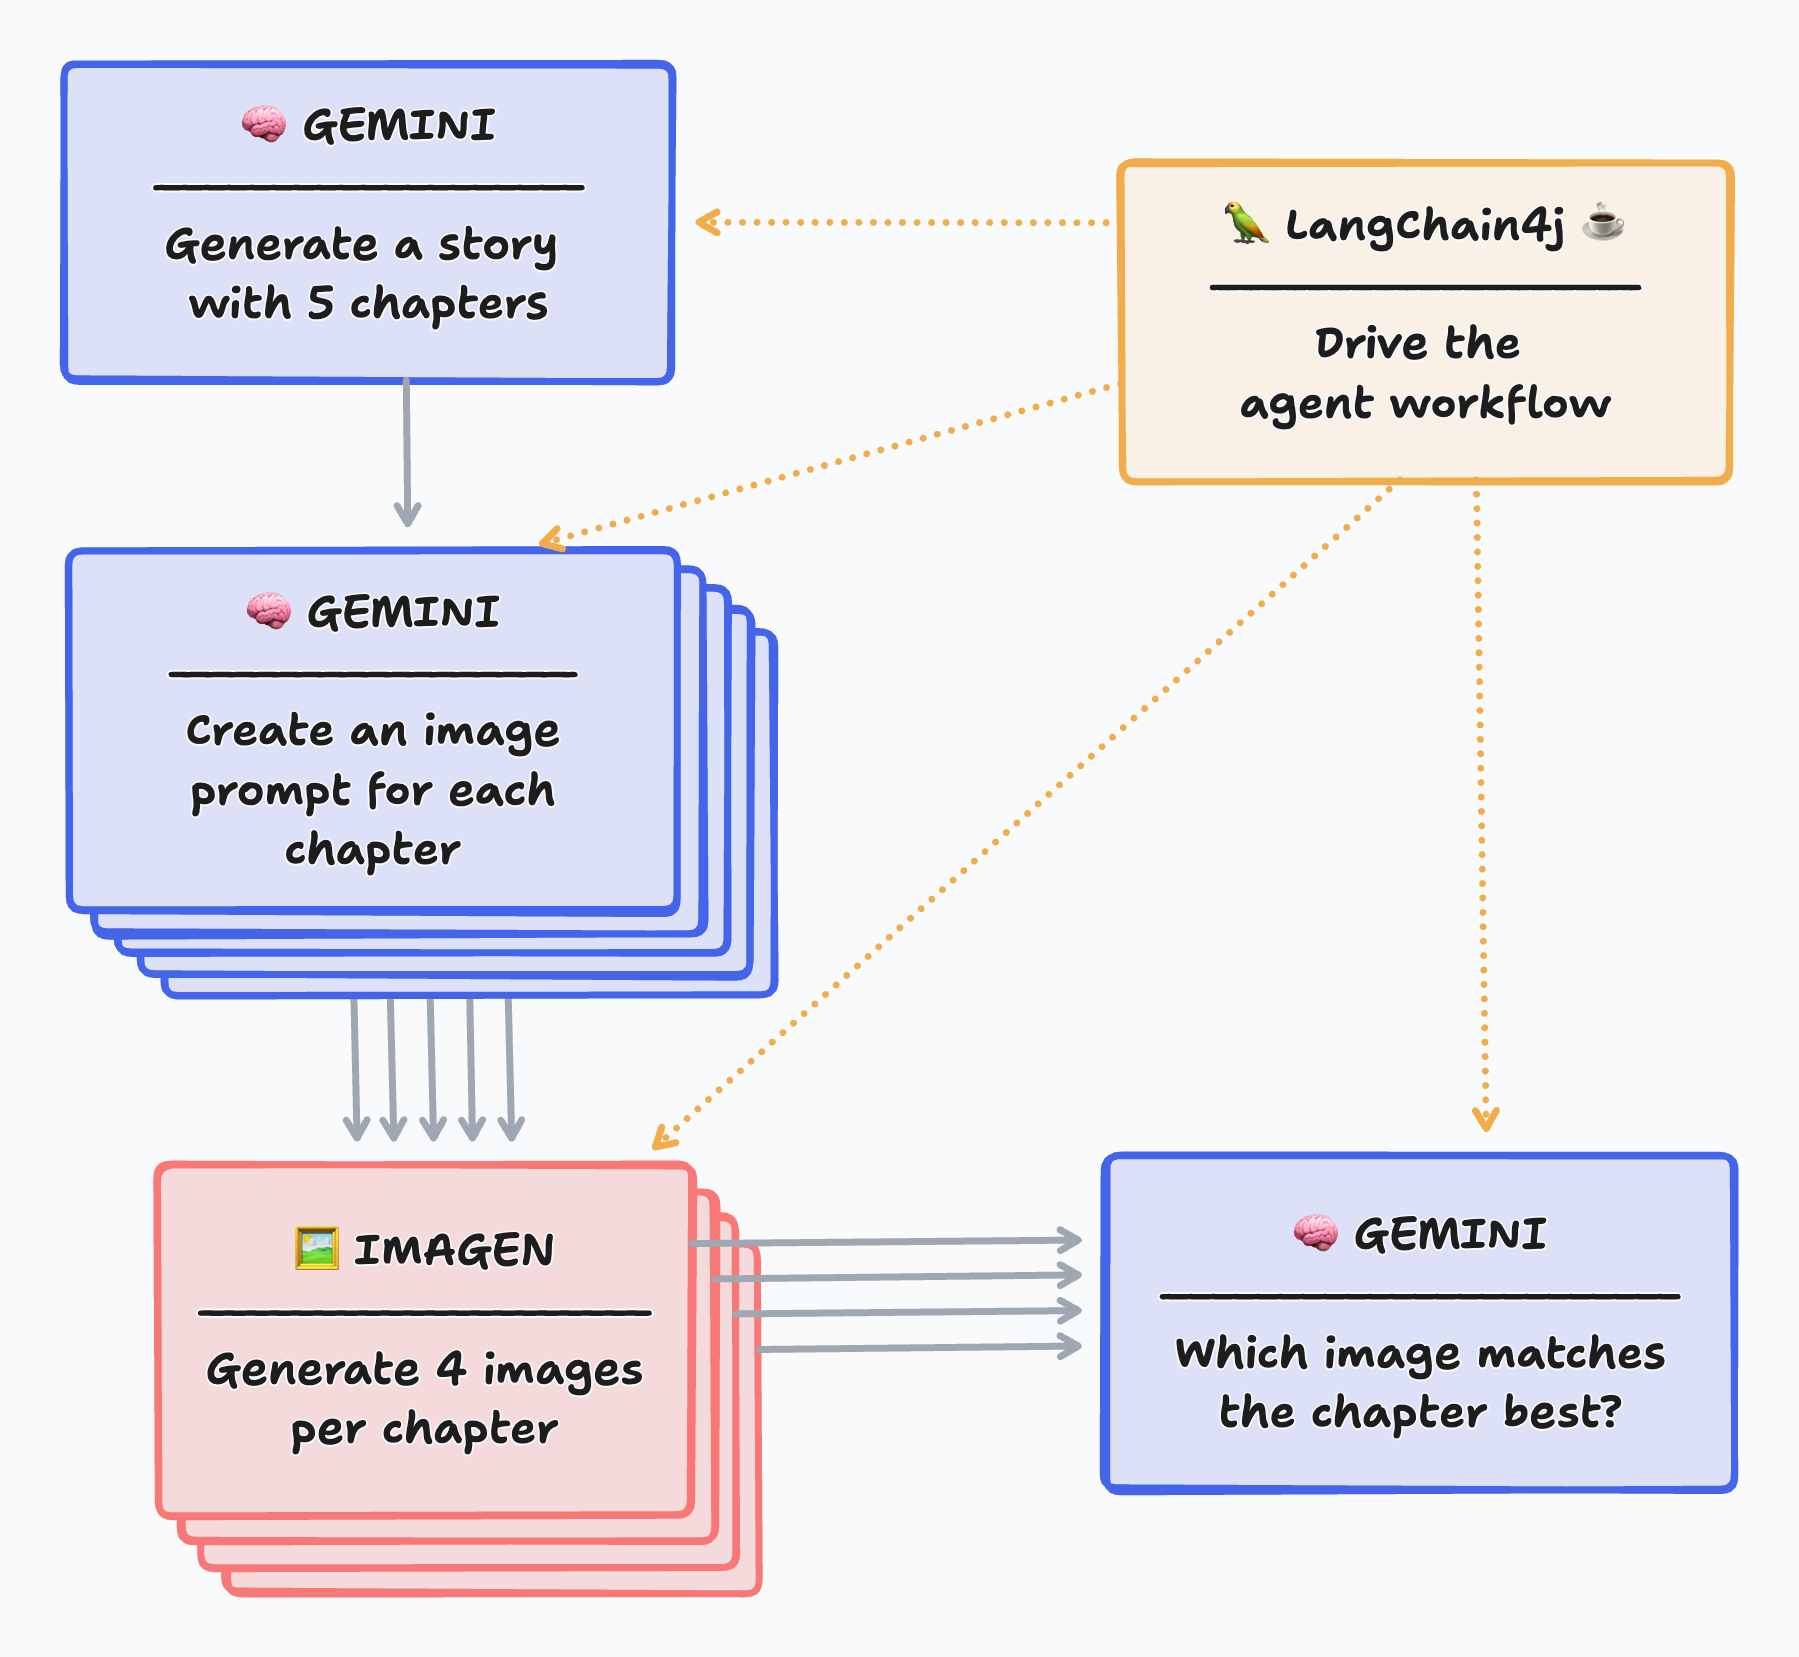 GEMINI
Generate a story
with 5 chapters
LangChain4j
Drive the
agent workflow
GEMINI
Create an image
prompt for each
chapter
IMAGEN
Generate 4 images
per chapter
GEMINI
Which image matches
the chapter best?